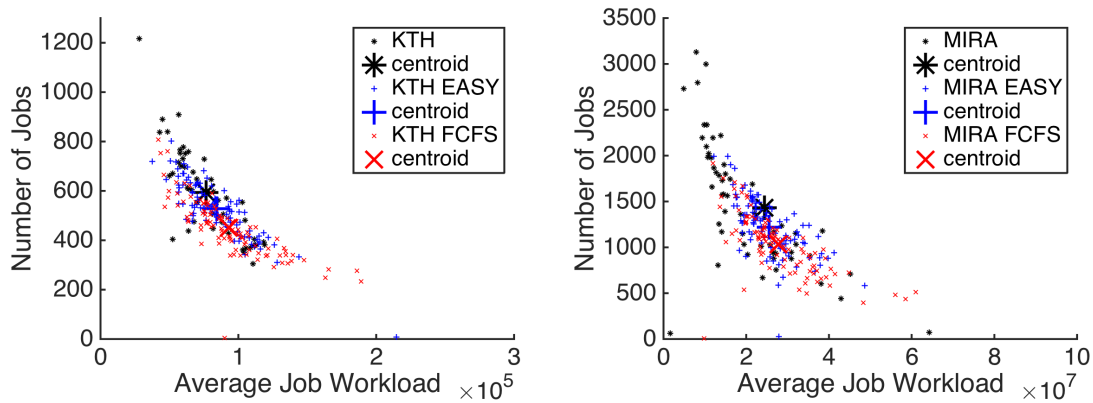 1200
1000
800
600
400
200
0
Number of Jobs
KTH
centroid
KTH EASY
centroid
KTH FCFS
centroid
0
1
2
3
Average Job Workload
×10^5
3500
3000
2500
2000
1500
1000
500
0
Number of Jobs
MIRA
centroid
MIRA EASY
centroid
MIRA FCFS
centroid
0
2
4
6
8
10
Average Job Workload
×10^7